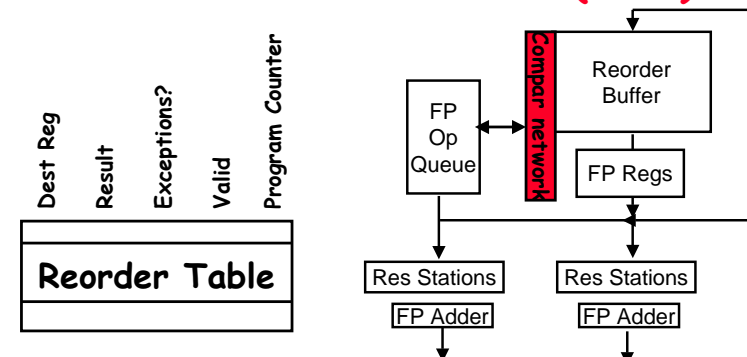 Dest Reg
Result
Exceptions?
Valid
Program Counter
Reorder Table
Compar network
Reorder
Buffer
FP
Op
Queue
FP Regs
Res Stations
Res Stations
FP Adder
FP Adder